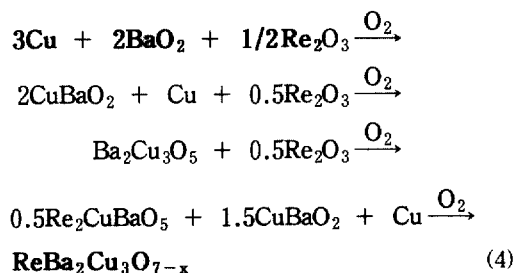 3Cu + 2BaO₂ + 1/2Re₂O₃ —O₂→
2CuBaO₂ + Cu + 0.5Re₂O₃ —O₂→
Ba₂Cu₃O₅ + 0.5Re₂O₃ —O₂→
0.5Re₂CuBaO₅ + 1.5CuBaO₂ + Cu —O₂→
ReBa₂Cu₃O₇₋ₓ (4)